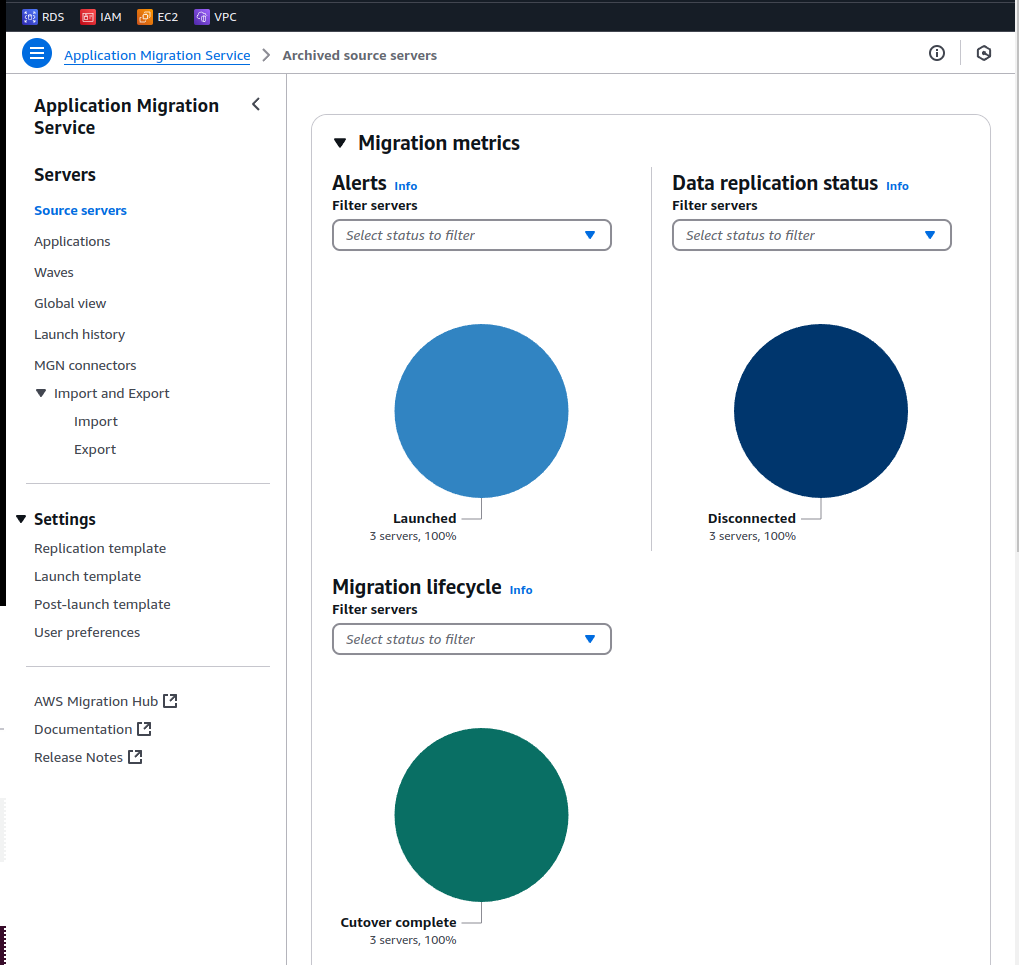 RDS IAM EC2 VPC
Application Migration Service Archived source servers
Application Migration
Service
Servers
Source servers
Applications
Waves
Global view
Launch history
MGN connectors
Import and Export
Import
Export
Settings
Replication template
Launch template
Post-launch template
User preferences
AWS Migration Hub
Documentation
Release Notes
Migration metrics
Alerts Info
Filter servers
Select status to filter
Launched
3 servers, 100%
Data replication status Info
Filter servers
Select status to filter
Disconnected
3 servers, 100%
Migration lifecycle Info
Filter servers
Select status to filter
Cutover complete
3 servers, 100%